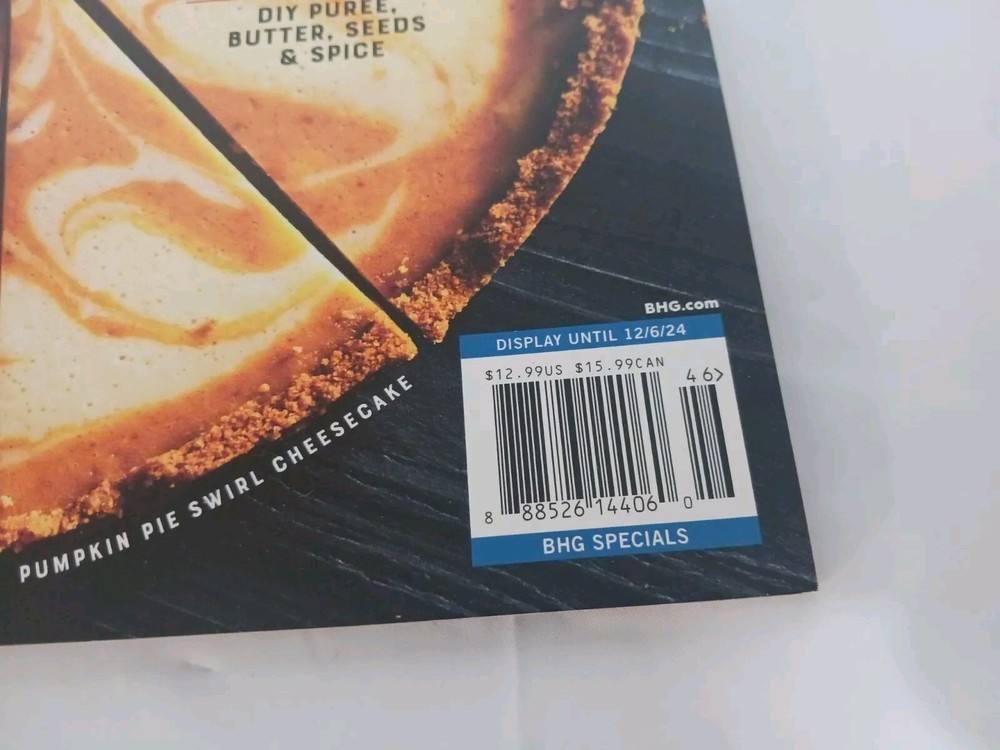 DIY PUREE,
BUTTER, SEEDS
& SPICE
PUMPKIN PIE SWIRL CHEESECAKE
BHG.com
DISPLAY UNTIL 12/6/24
$12.99US $15.99CAN
46>
8 88526 14406 0
BHG SPECIALS